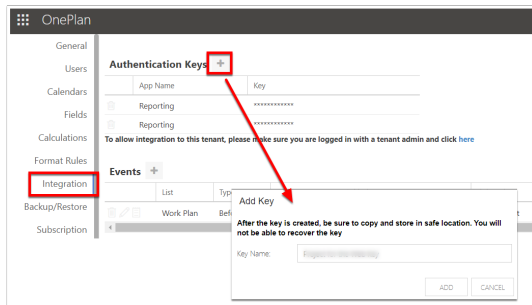 OnePlan
General
Users
Calendars
Fields
Calculations
Format Rules
Integration
Backup/Restore
Subscription
Authentication Keys +
App Name Key
Reporting ************
Reporting ************
To allow integration to this tenant, please make sure you are logged in with a tenant admin and click here
Events +
List Type
Work Plan Bef
Add Key
After the key is created, be sure to copy and store in safe location. You will
not be able to recover the key
Key Name:
ADD CANCEL